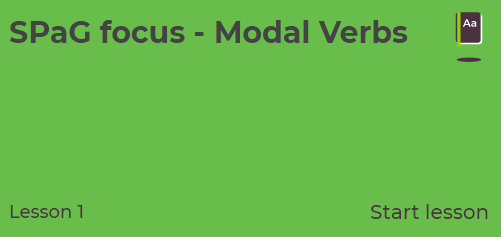 SPaG focus - Modal Verbs
Aa
Lesson 1
Start lesson